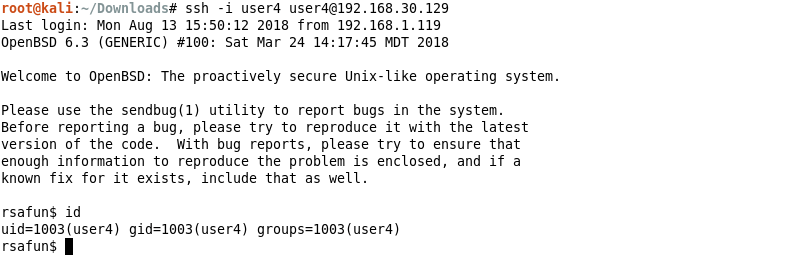 root@kali:~/Downloads# ssh -i user4 user4@192.168.30.129
Last login: Mon Aug 13 15:50:12 2018 from 192.168.1.119
OpenBSD 6.3 (GENERIC) #100: Sat Mar 24 14:17:45 MDT 2018

Welcome to OpenBSD: The proactively secure Unix-like operating system.

Please use the sendbug(1) utility to report bugs in the system.
Before reporting a bug, please try to reproduce it with the latest
version of the code.  With bug reports, please try to ensure that
enough information to reproduce the problem is enclosed, and if a
known fix for it exists, include that as well.

rsafun$ id
uid=1003(user4) gid=1003(user4) groups=1003(user4)
rsafun$